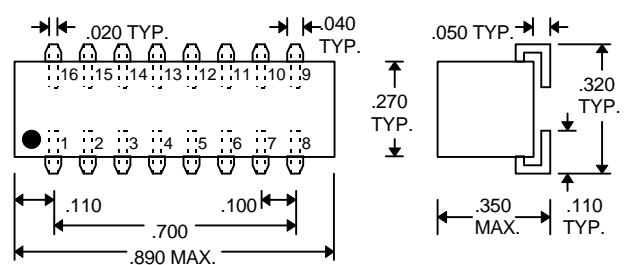 .020 TYP.
.040
TYP.
.050 TYP.
16 15 14 13 12 11 10 9
.270
TYP.
.320
TYP.
1 2 3 4 5 6 7 8
.110
.100
.700
.890 MAX.
.350
MAX.
.110
TYP.